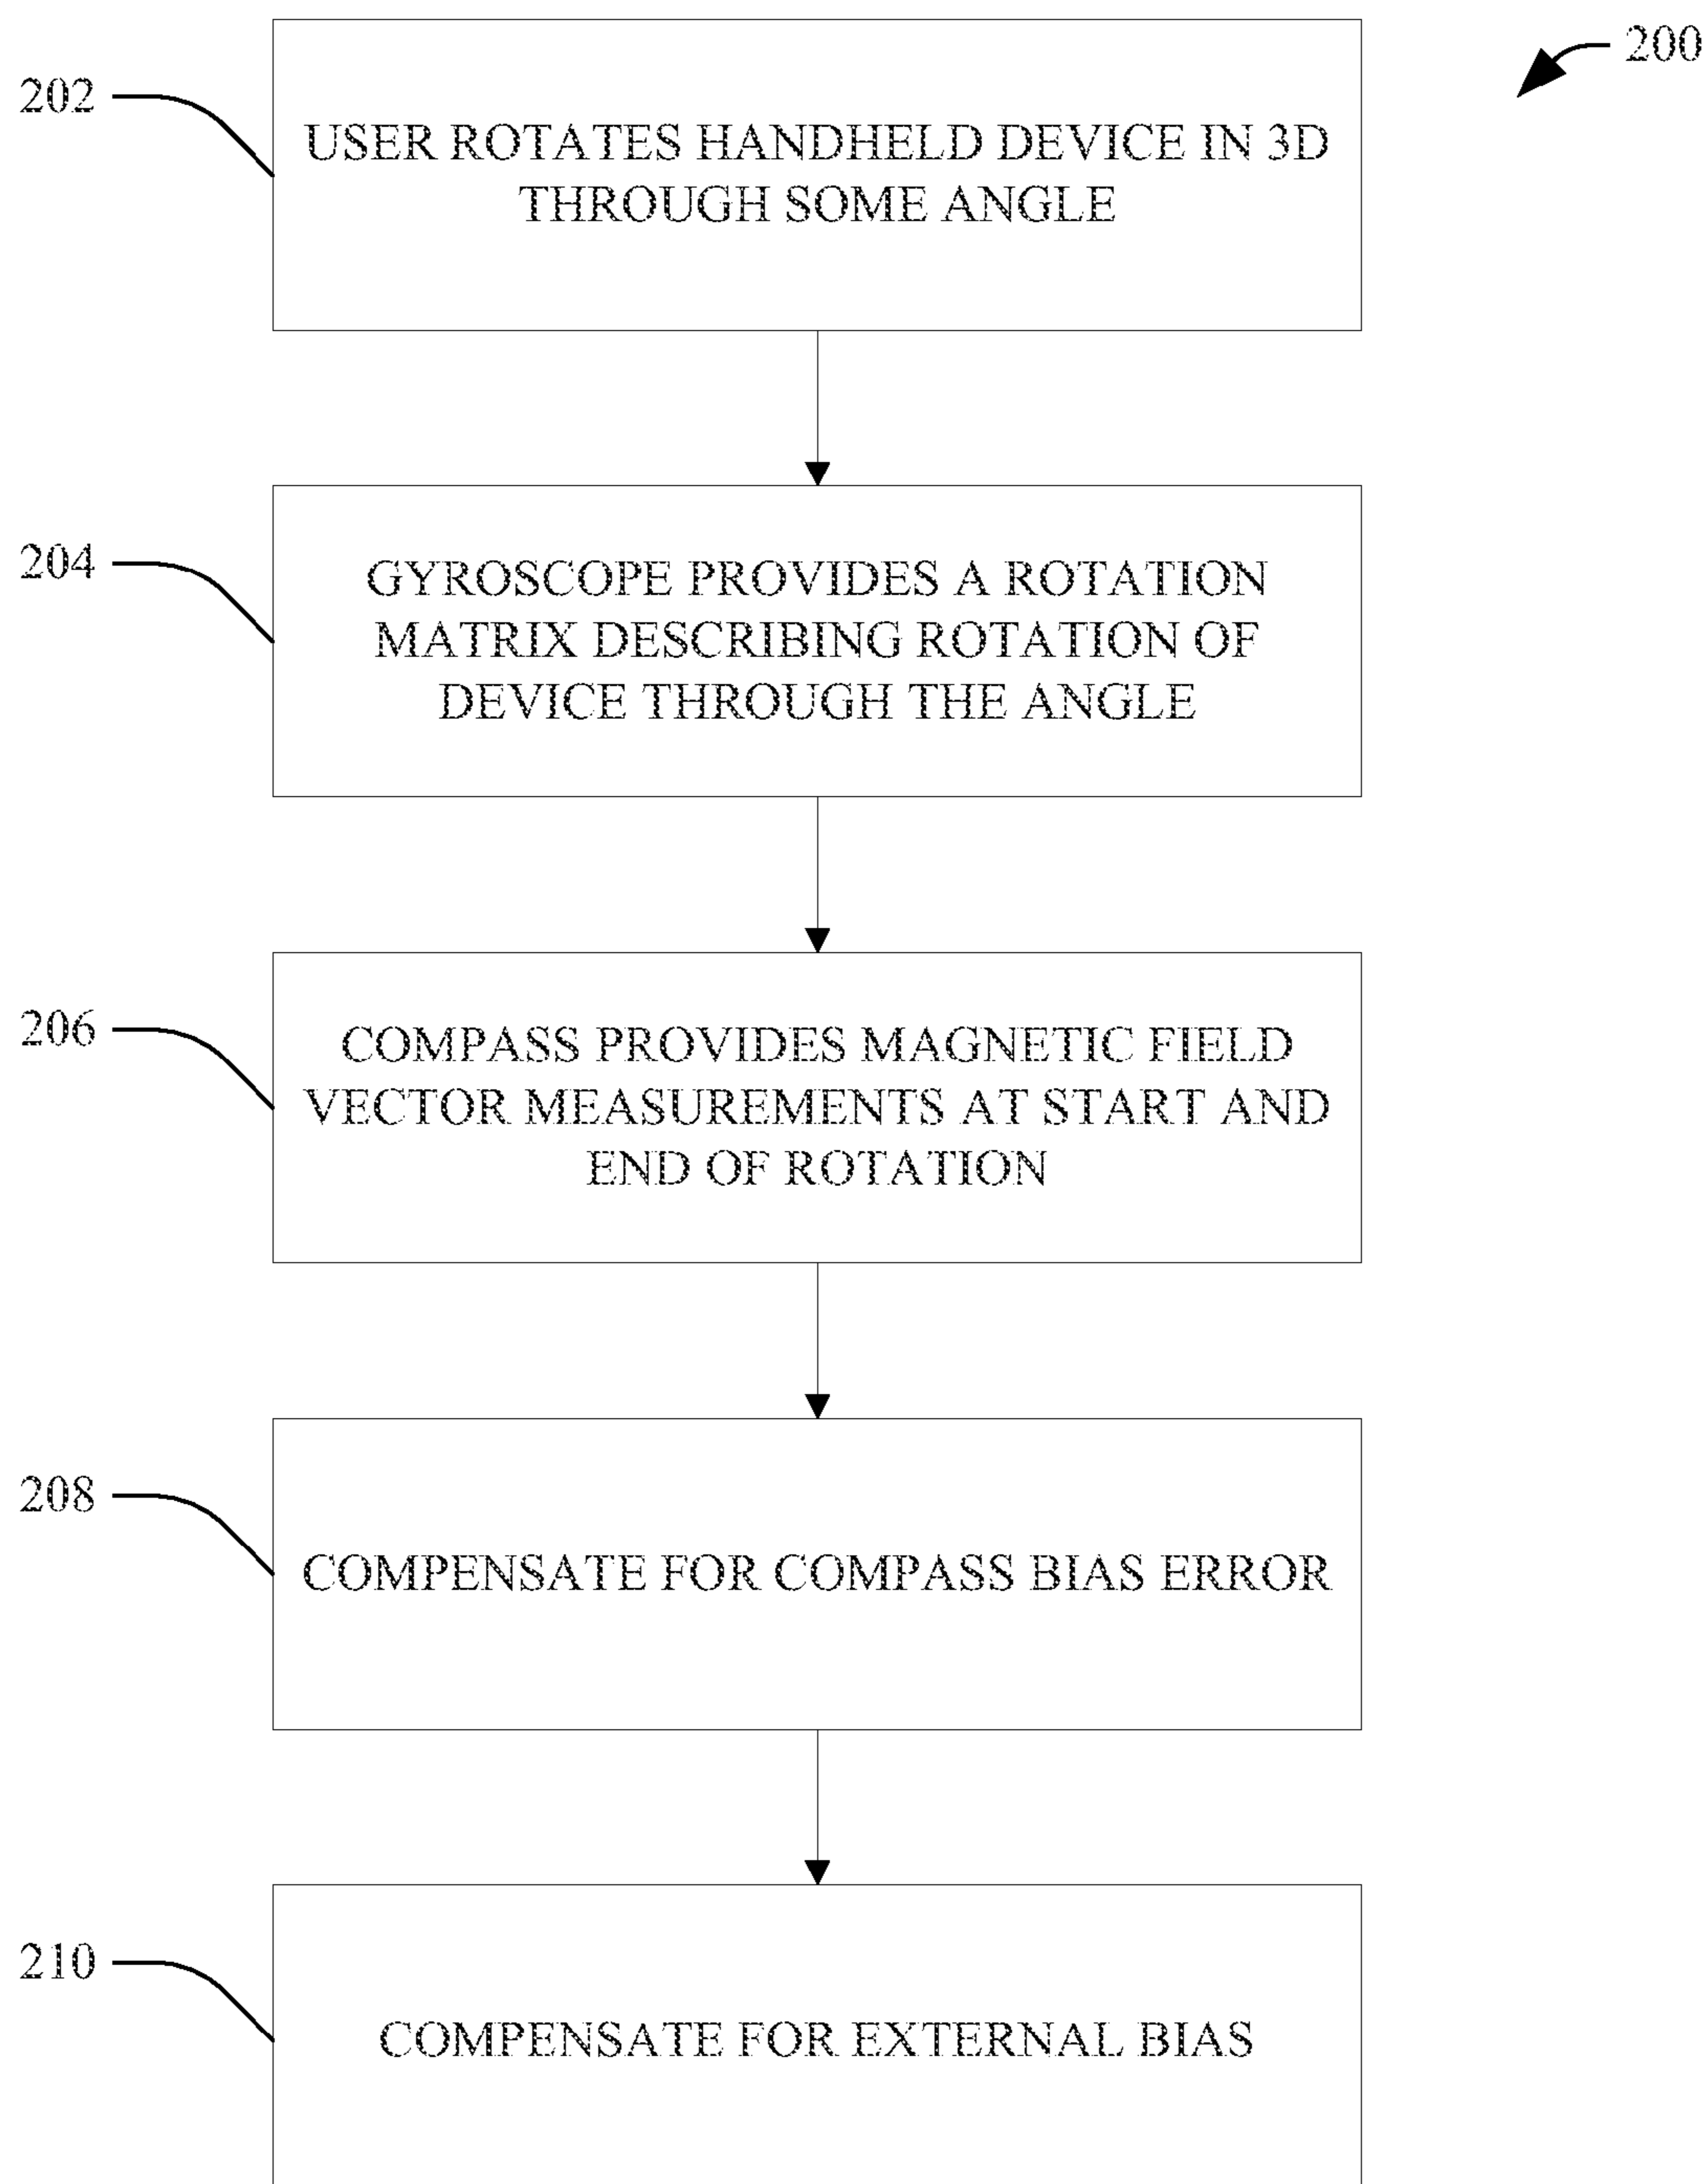 200
202
USER ROTATES HANDHELD DEVICE IN 3D
THROUGH SOME ANGLE
204
GYROSCOPE PROVIDES A ROTATION
MATRIX DESCRIBING ROTATION OF
DEVICE THROUGH THE ANGLE
206
COMPASS PROVIDES MAGNETIC FIELD
VECTOR MEASUREMENTS AT START AND
END OF ROTATION
208
COMPENSATE FOR COMPASS BIAS ERROR
210
COMPENSATE FOR EXTERNAL BIAS